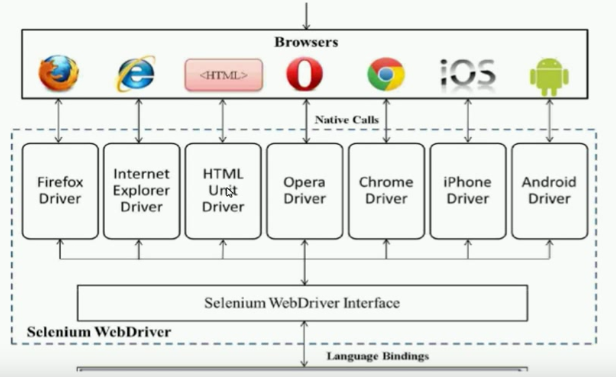 Browsers
<HTML>
iOS
Native Calls
Firefox
Driver
Internet
Explorer
Driver
HTML
Unit
Driver
Opera
Driver
Chrome
Driver
iPhone
Driver
Android
Driver
Selenium WebDriver Interface
Selenium WebDriver
Language Bindings